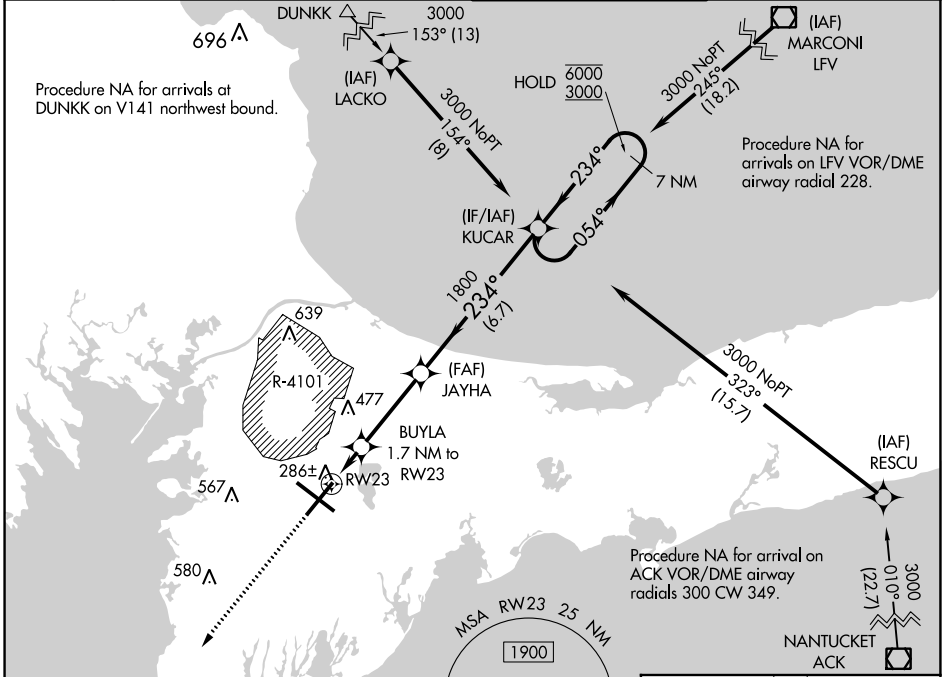 DUNKK
3000
153° (13)
696
(IAF)
MARCONI
LFV
Procedure NA for arrivals at
DUNKK on V141 northwest bound.
(IAF)
LACKO
HOLD
6000
3000
3000 NoPT
245°
(18.2)
3000 NoPT
154°
(8)
Procedure NA for
arrivals on LFV VOR/DME
airway radial 228.
234°
7 NM
054°
(IF/IAF)
KUCAR
1800
234°
(6.7)
639
R-4101
(FAF)
JAYHA
3000 NoPT
323°
(15.7)
477
BUYLA
1.7 NM to
RW23
(IAF)
RESCU
286±
RW23
567
580
Procedure NA for arrival on
ACK VOR/DME airway
radials 300 CW 349.
3000
010°
(22.7)
MSA RW23 25 NM
1900
NANTUCKET
ACK